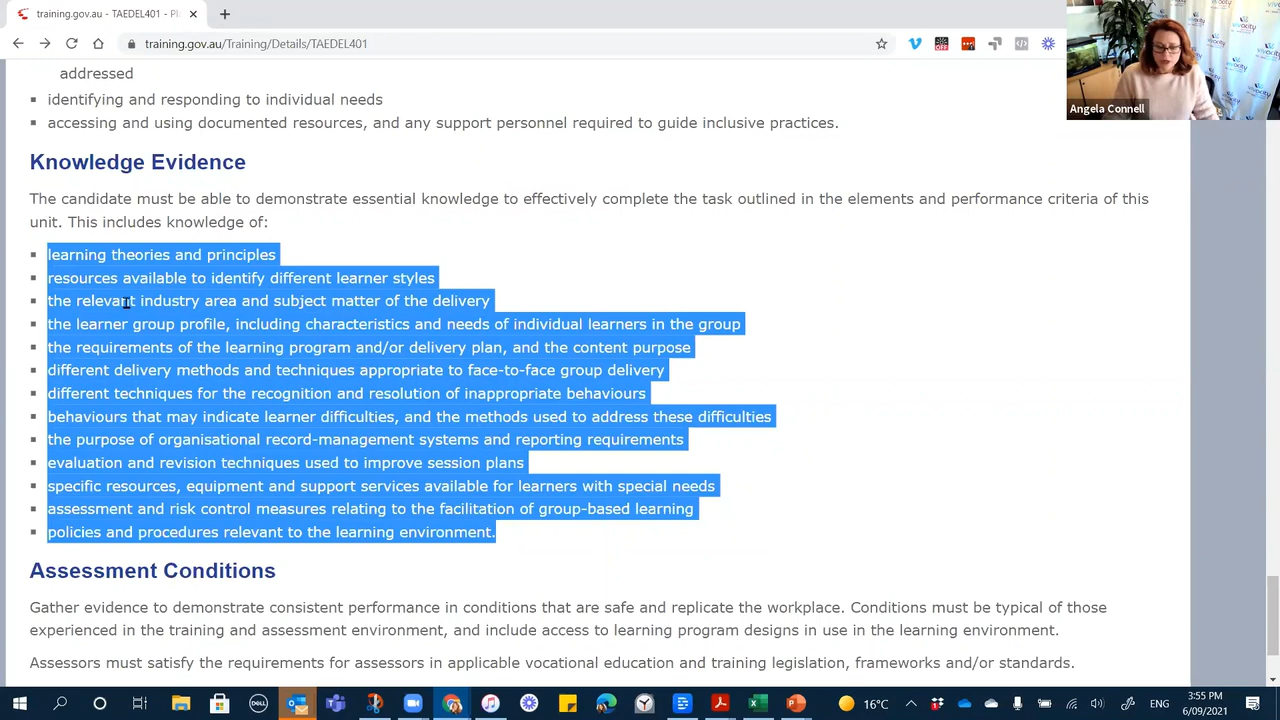 training.gov.au - TAEDEL401 - Pl
training.gov.au/Training/Details/TAEDEL401
OFF
vivacity
Angela Connell
addressed
identifying and responding to individual needs
accessing and using documented resources, and any support personnel required to guide inclusive practices.
Knowledge Evidence
The candidate must be able to demonstrate essential knowledge to effectively complete the task outlined in the elements and performance criteria of this
unit. This includes knowledge of:
learning theories and principles
resources available to identify different learner styles
the relevant industry area and subject matter of the delivery
the learner group profile, including characteristics and needs of individual learners in the group
the requirements of the learning program and/or delivery plan, and the content purpose
different delivery methods and techniques appropriate to face-to-face group delivery
different techniques for the recognition and resolution of inappropriate behaviours
behaviours that may indicate learner difficulties, and the methods used to address these difficulties
the purpose of organisational record-management systems and reporting requirements
evaluation and revision techniques used to improve session plans
specific resources, equipment and support services available for learners with special needs
assessment and risk control measures relating to the facilitation of group-based learning
policies and procedures relevant to the learning environment.
Assessment Conditions
Gather evidence to demonstrate consistent performance in conditions that are safe and replicate the workplace. Conditions must be typical of those
experienced in the training and assessment environment, and include access to learning program designs in use in the learning environment.
Assessors must satisfy the requirements for assessors in applicable vocational education and training legislation, frameworks and/or standards.
16°C
ENG
3:55 PM
6/09/2021